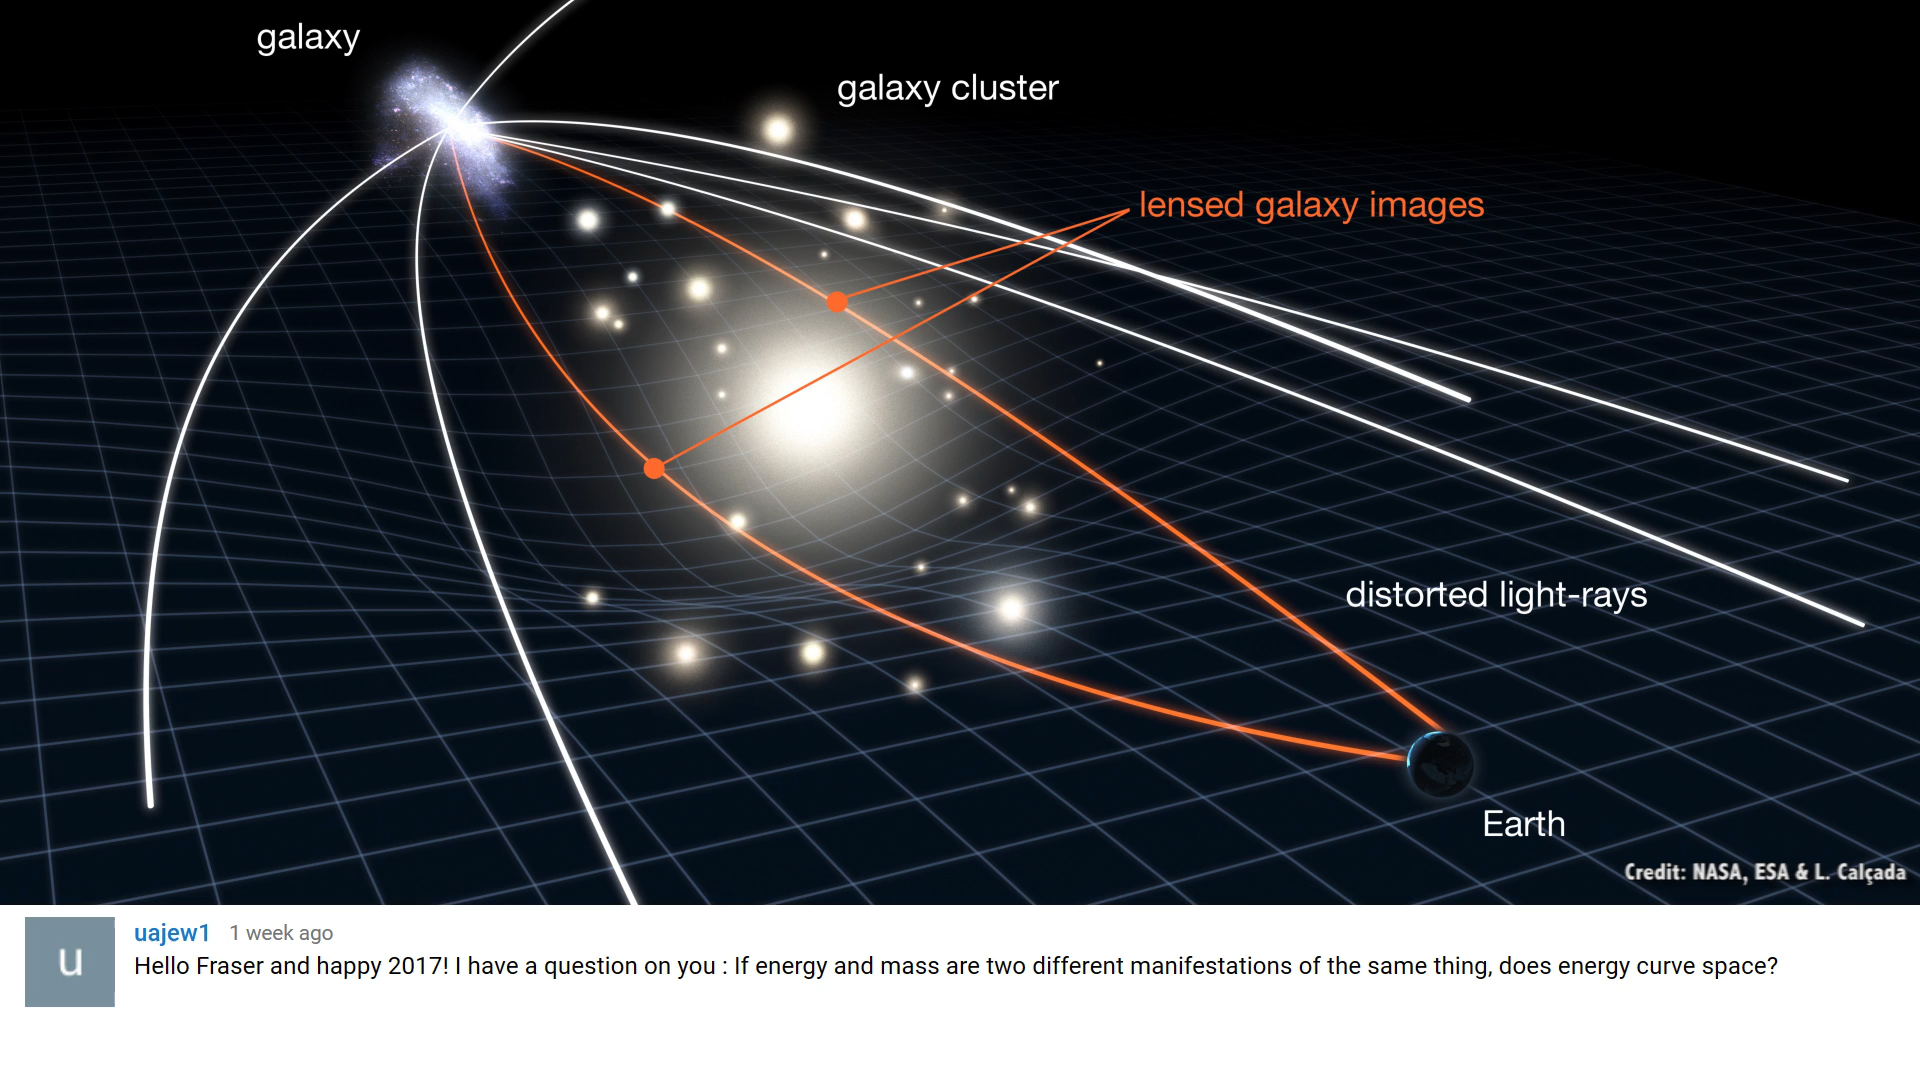 galaxy
galaxy cluster
lensed galaxy images
distorted light-rays
Earth
Credit: NASA, ESA & L. Calçada
u
uajew1 1 week ago
Hello Fraser and happy 2017! I have a question on you : If energy and mass are two different manifestations of the same thing, does energy curve space?